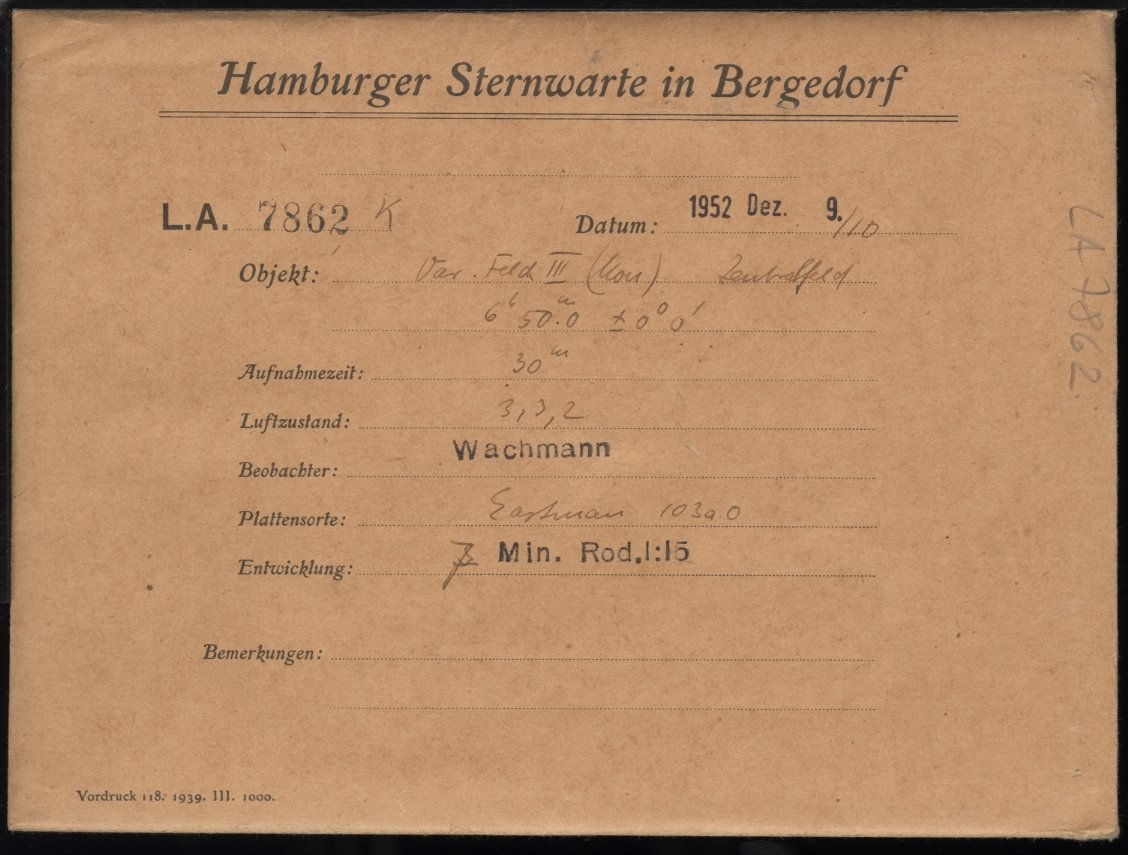 Hamburger Sternwarte in Bergedorf
L.A. 7862 K Datum: 1952 Dez. 9./10
Objekt: Var. Feld III (Mon) Zentralfeld
6ʰ 50.ᵐ0 ± 0° 0′
Aufnahmezeit: 30ᵐ
Luftzustand: 3, 3, 2
Beobachter: Wachmann
Plattensorte: Eastman 103a0
Entwicklung: 7 Min. Rod.1:15
Bemerkungen:
Vordruck 118. 1939. III. 1000.
LA 7862